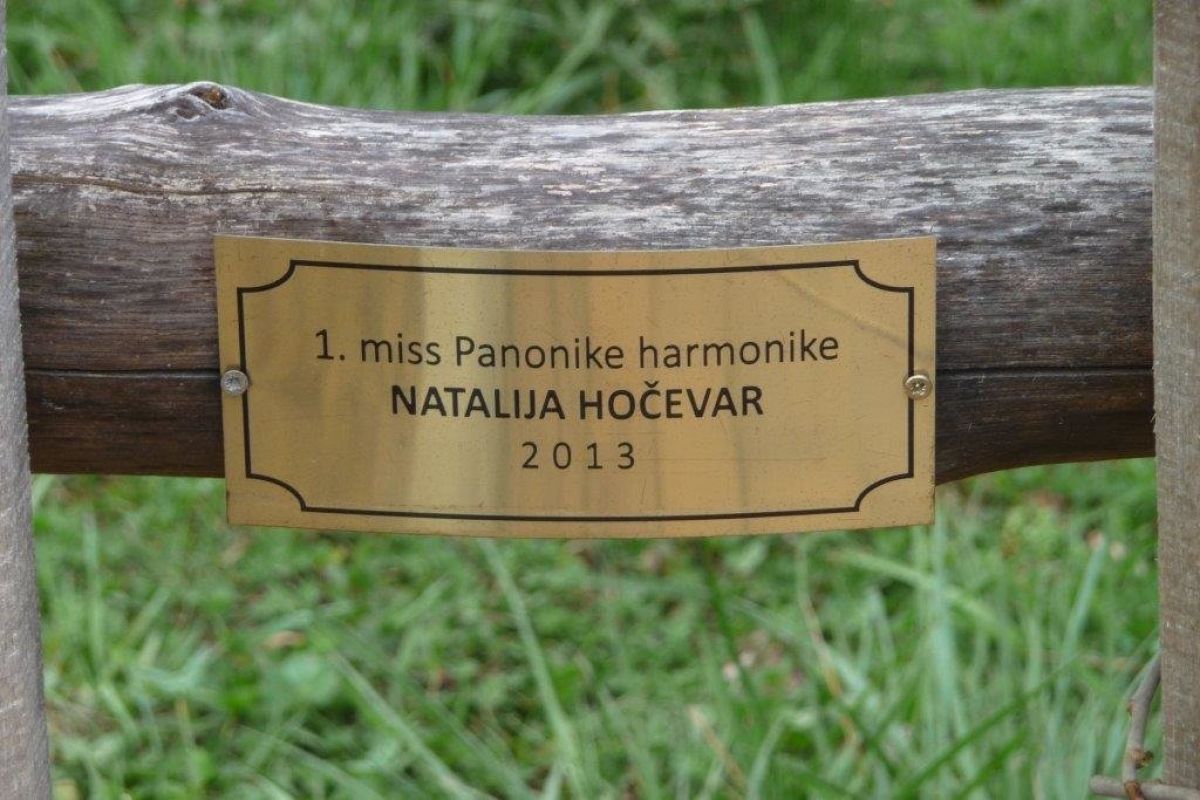 1. miss Panonike harmonike
NATALIJA HOČEVAR
2013